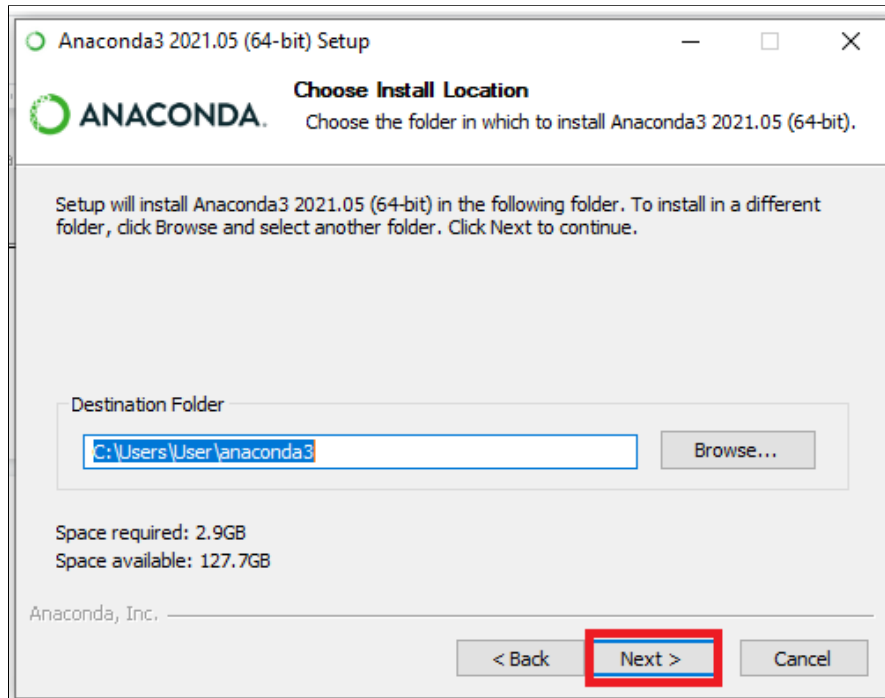 Anaconda3 2021.05 (64-bit) Setup
ANACONDA.
Choose Install Location
Choose the folder in which to install Anaconda3 2021.05 (64-bit).
Setup will install Anaconda3 2021.05 (64-bit) in the following folder. To install in a different
folder, click Browse and select another folder. Click Next to continue.
Destination Folder
C:\Users\User\anaconda3
Browse...
Space required: 2.9GB
Space available: 127.7GB
Anaconda, Inc.
< Back
Next >
Cancel